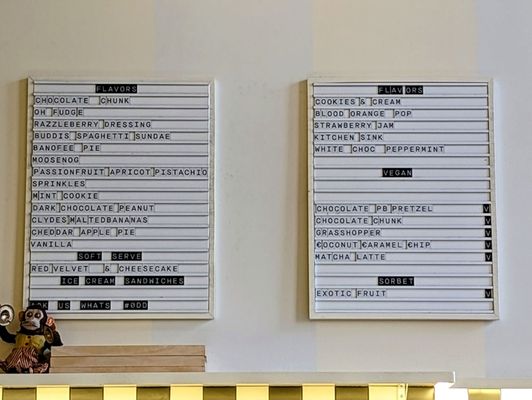 FLAVORS
CHOCOLATE CHUNK
OH FUDGE
RAZZLEBERRY DRESSING
BUDDIS SPAGHETTI SUNDAE
BANOFEE PIE
MOOSENOG
PASSIONFRUIT APRICOT PISTACHIO
SPRINKLES
MINT COOKIE
DARK CHOCOLATE PEANUT
CLYDESMALTEDBANANAS
CHEDDAR APPLE PIE
VANILLA
SOFT SERVE
RED VELVET & CHEESECAKE
ICE CREAM SANDWICHES
US WHATS #ODD
FLAVORS
COOKIES & CREAM
BLOOD ORANGE POP
STRAWBERRY JAM
KITCHEN SINK
WHITE CHOC PEPPERMINT
VEGAN
CHOCOLATE PB PRETZEL V
CHOCOLATE CHUNK V
GRASSHOPPER V
COCONUT CARAMEL CHIP V
MATCHA LATTE V
SORBET
EXOTIC FRUIT V